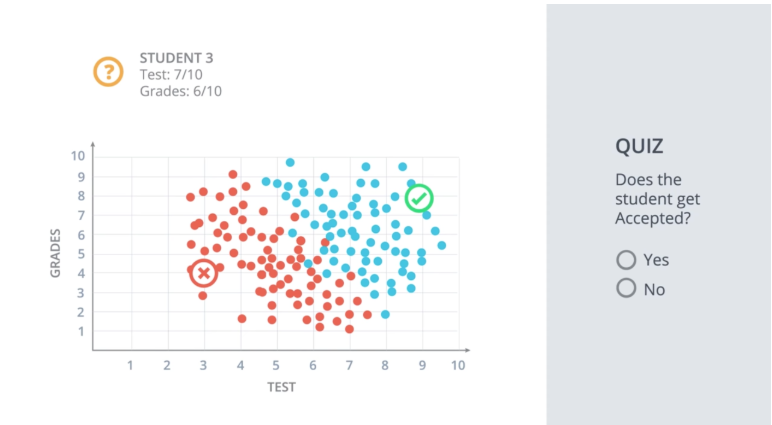 ?
STUDENT 3
Test: 7/10
Grades: 6/10
10
9
8
7
6
5
4
3
2
1
GRADES
1 2 3 4 5 6 7 8 9 10
TEST
QUIZ
Does the
student get
Accepted?
Yes
No